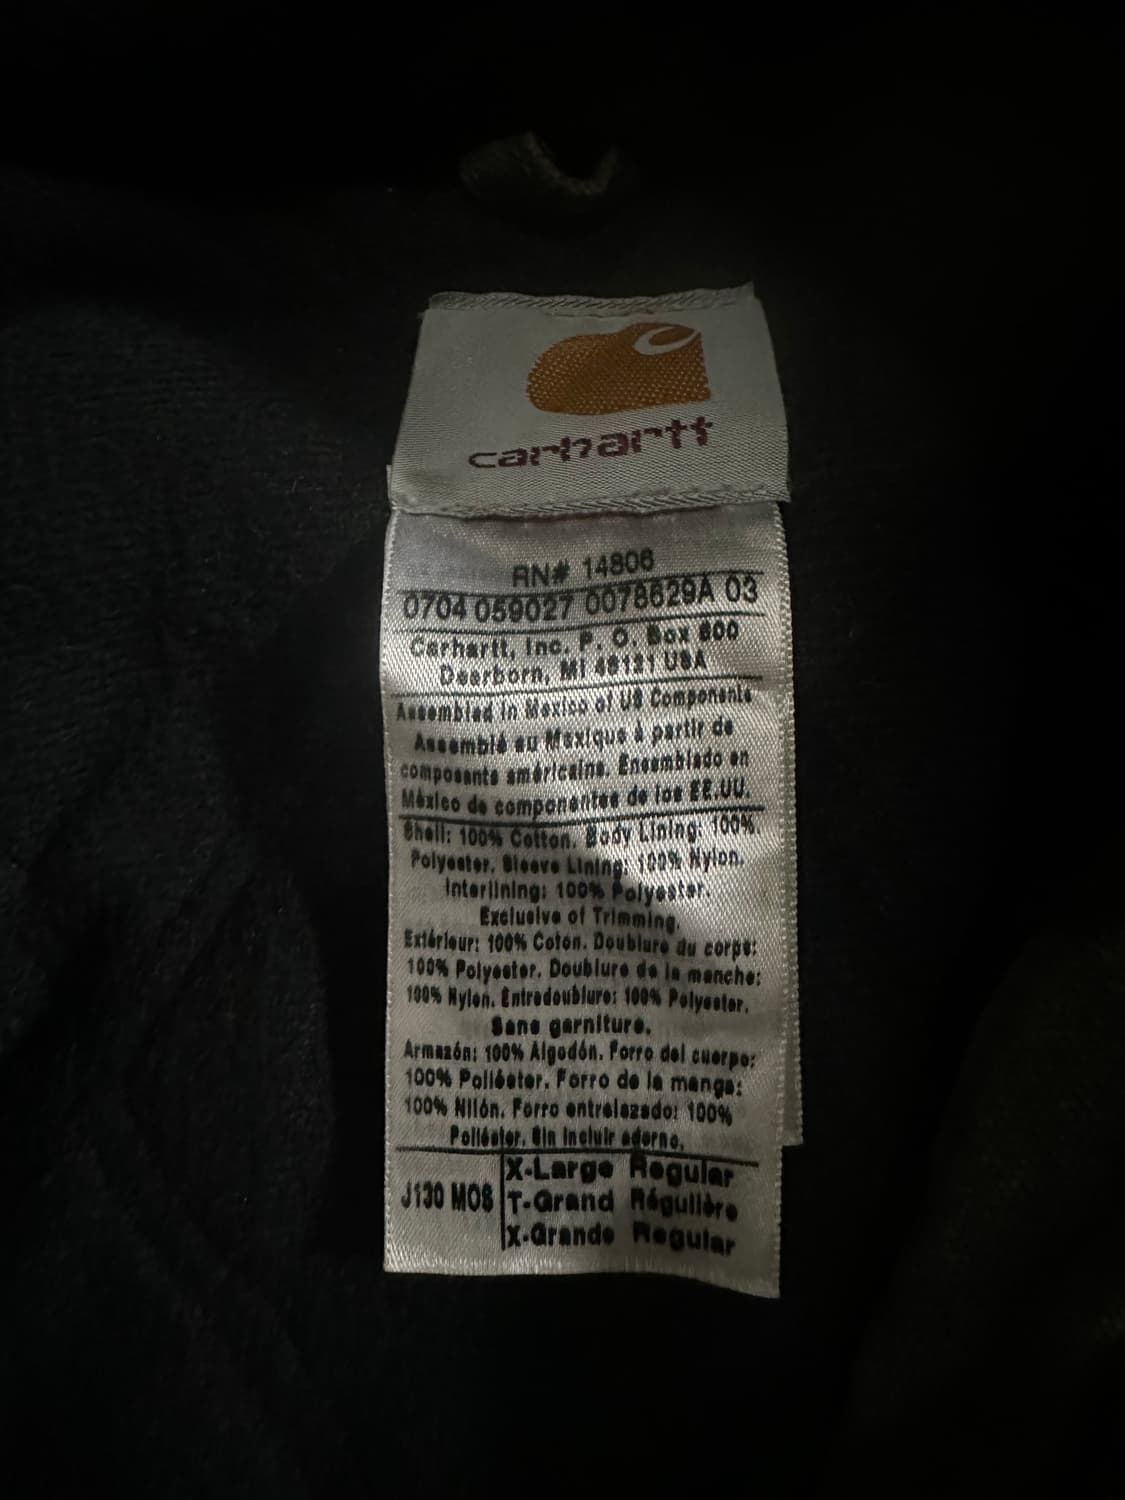 carhartt
RN# 14806
0704 059027 0078629A 03
Carhartt, Inc. P. O. Box 600
Dearborn, MI 48121 USA
Assembled in Mexico of US Components
Assemblé au Mexique à partir de
composants américains. Ensamblado en
México de componentes de los EE.UU.
Shell: 100% Cotton. Body Lining: 100%.
Polyester. Sleeve Lining: 100% Nylon.
Interlining: 100% Polyester.
Exclusive of Trimming.
Extérieur: 100% Coton. Doublure du corps:
100% Polyester. Doublure de la manche:
100% Nylon. Entredoublure: 100% Polyester.
Sans garniture.
Armazón: 100% Algodón. Forro del cuerpo:
100% Poliéster. Forro de la manga:
100% Nilón. Forro entrelazado: 100%
Poliéster. Sin incluir adorno.
J130 MOS
X-Large Regular
T-Grand Régulière
X-Grande Regular